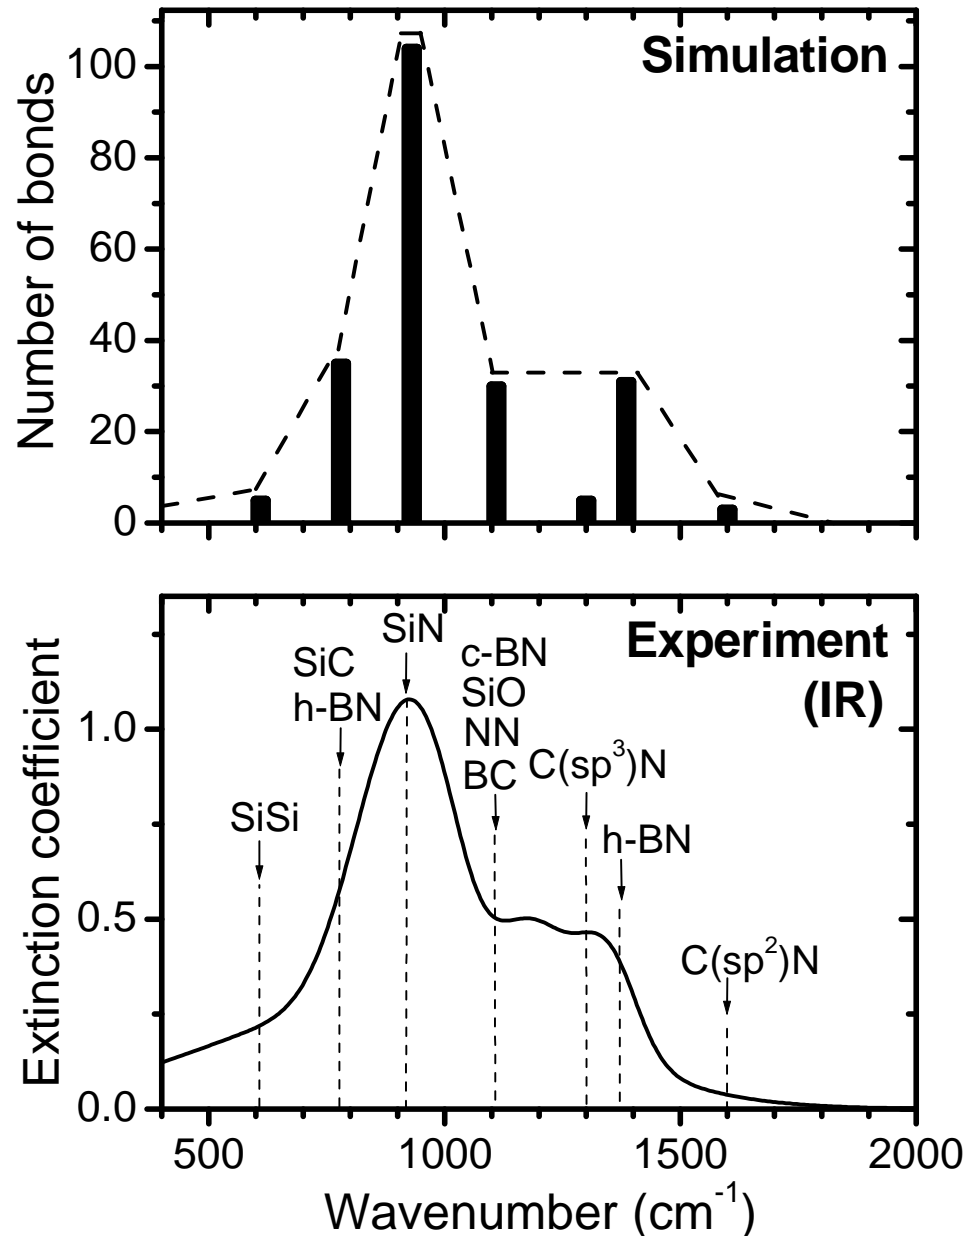 Simulation
Number of bonds
100
80
60
40
20
0
Experiment
(IR)
Extinction coefficient
1.0
0.5
0.0
SiSi
SiC
h-BN
SiN
c-BN
SiO
NN
BC
C(sp³)N
h-BN
C(sp²)N
500 1000 1500 2000
Wavenumber (cm⁻¹)